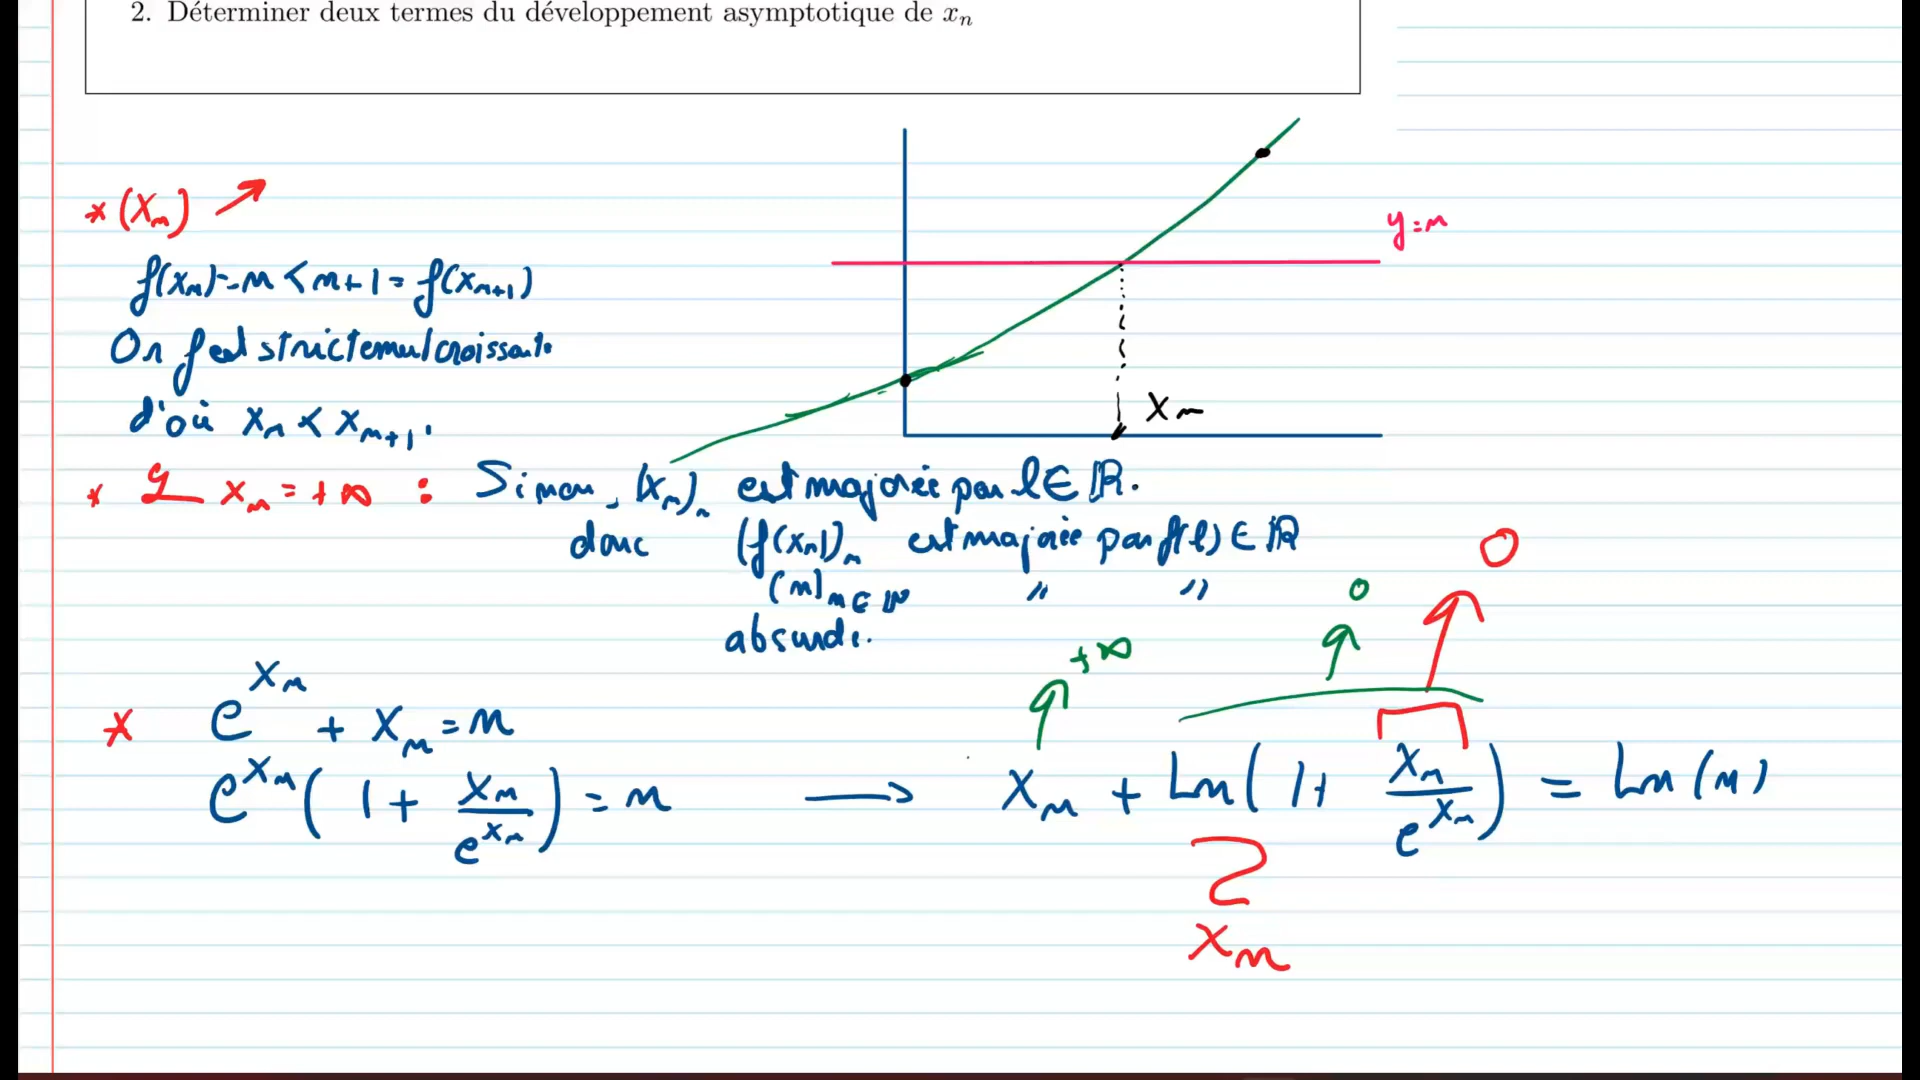 2. Déterminer deux termes du développement asymptotique de xₙ
* (xₙ) ↗
y=n
f(xₙ)=n < n+1 = f(xₙ₊₁)
Or f est strictement croissante
d'où xₙ < xₙ₊₁.
xₙ
* L xₙ = +∞ : Sinon, (xₙ)ₙ est majorée par l ∈ ℝ.
donc (f(xₙ))ₙ est majorée par f(l) ∈ ℝ
0
(n)n∈ℕ " "
0
absurde.
+∞
* e^xₙ + xₙ = n
e^xₙ ( 1 + xₙ/e^xₙ ) = n → xₙ + Ln( 1 + xₙ/e^xₙ ) = Ln(n)
xₙ